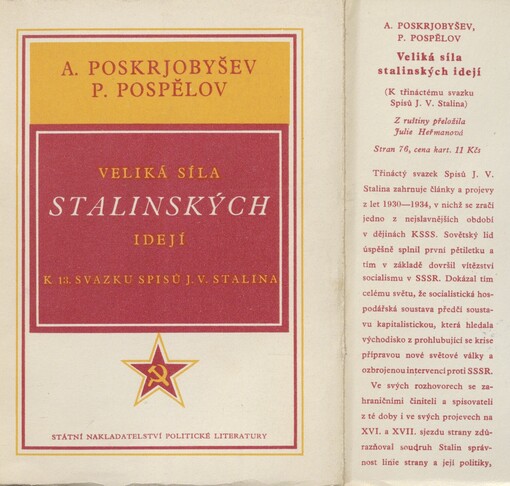 A. POSKRJOBYŠEV
P. POSPĚLOV
VELIKÁ SÍLA
STALINSKÝCH
IDEJÍ
K 13. SVAZKU SPISŮ J. V. STALINA
STÁTNÍ NAKLADATELSTVÍ POLITICKÉ LITERATURY
A. POSKRJOBYŠEV,
P. POSPĚLOV
Veliká síla
stalinských idejí
(K třináctému svazku
Spisů J. V. Stalina)
Z ruštiny přeložila
Julie Heřmanová
Stran 76, cena kart. 11 Kčs
Třináctý svazek Spisů J. V.
Stalina zahrnuje články a projevy
z let 1930—1934, v nichž se zračí
jedno z nejslavnějších období
v dějinách KSSS. Sovětský lid
úspěšně splnil první pětiletku a
tím v základě dovršil vítězství
socialismu v SSSR. Dokázal tím
celému světu, že socialistická hos-
podářská soustava předčí sousta-
vu kapitalistickou, která hledala
východisko z prohlubující se krise
přípravou nové světové války a
ozbrojenou intervencí proti SSSR.
Ve svých rozhovorech se za-
hraničními činiteli a spisovateli
z té doby i ve svých projevech na
XVI. a XVII. sjezdu strany zdů-
razňoval soudruh Stalin správ-
nost linie strany a její politiky,